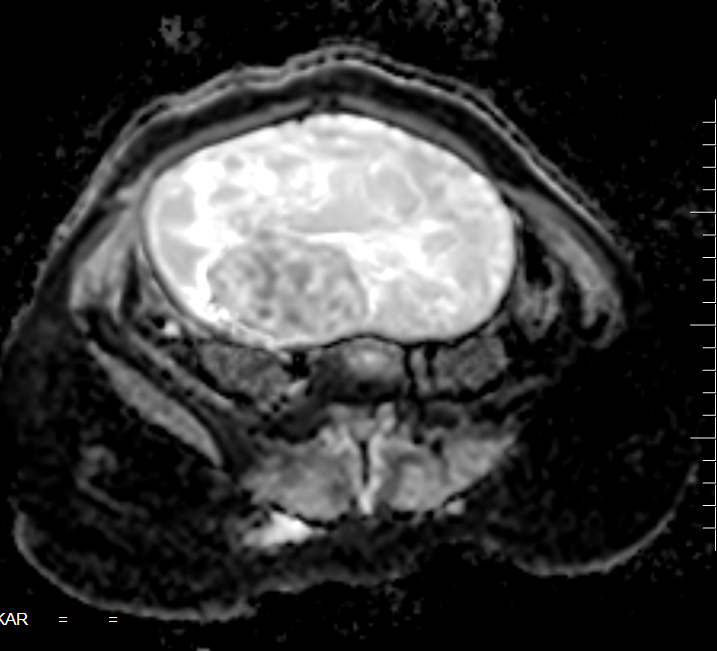 KAR = =